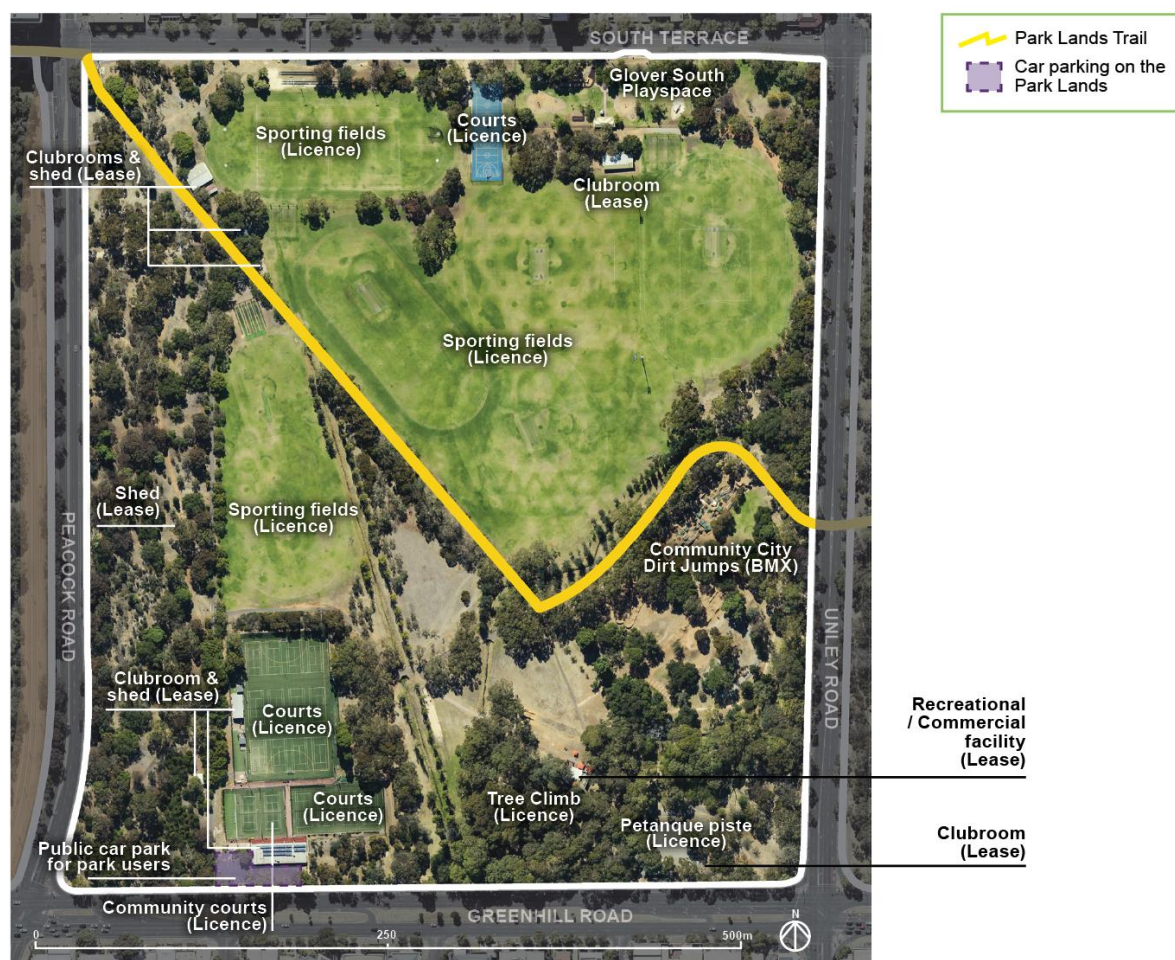 SOUTH TERRACE
Park Lands Trail
Car parking on the
Park Lands
Glover South
Playspace
Courts
(Licence)
Sporting fields
(Licence)
Clubrooms &
shed (Lease)
Clubroom
(Lease)
Sporting fields
(Licence)
Shed
(Lease)
Sporting fields
(Licence)
PEACOCK ROAD
Community City
Dirt Jumps (BMX)
UNLEY ROAD
Clubroom &
shed (Lease)
Courts
(Licence)
Recreational
/ Commercial
facility
(Lease)
Courts
(Licence)
Tree Climb
(Licence)
Petanque piste
(Licence)
Clubroom
(Lease)
Public car park
for park users
Community courts
(Licence)
GREENHILL ROAD
N
0 250 500m